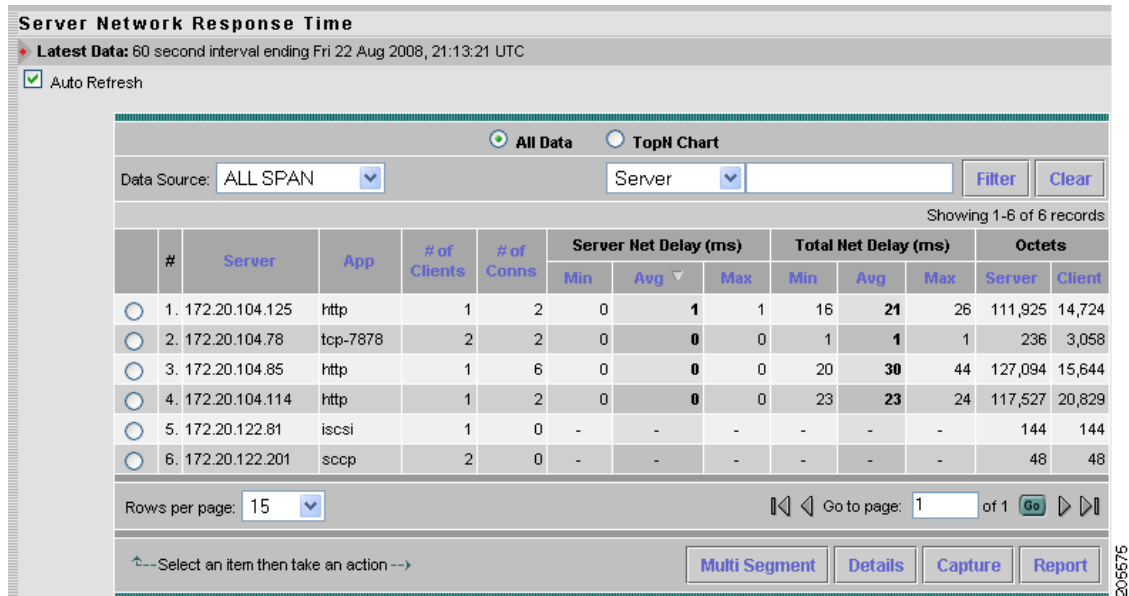 Server Network Response Time
Latest Data: 60 second interval ending Fri 22 Aug 2008, 21:13:21 UTC
Auto Refresh
All Data TopN Chart
Data Source: ALL SPAN Server Filter Clear
Showing 1-6 of 6 records
# Server App # of Clients # of Conns Server Net Delay (ms) Total Net Delay (ms) Octets
Min Avg Max Min Avg Max Server Client
1. 172.20.104.125 http 1 2 0 1 1 16 21 26 111,925 14,724
2. 172.20.104.78 tcp-7878 2 2 0 0 0 1 1 1 236 3,058
3. 172.20.104.85 http 1 6 0 0 0 20 30 44 127,094 15,644
4. 172.20.104.114 http 1 2 0 0 0 23 23 24 117,527 20,829
5. 172.20.122.81 iscsi 1 0 - - - - - - 144 144
6. 172.20.122.201 sccp 2 0 - - - - - - 48 48
Rows per page: 15 Go to page: 1 of 1 Go
Select an item then take an action --> Multi Segment Details Capture Report
205575